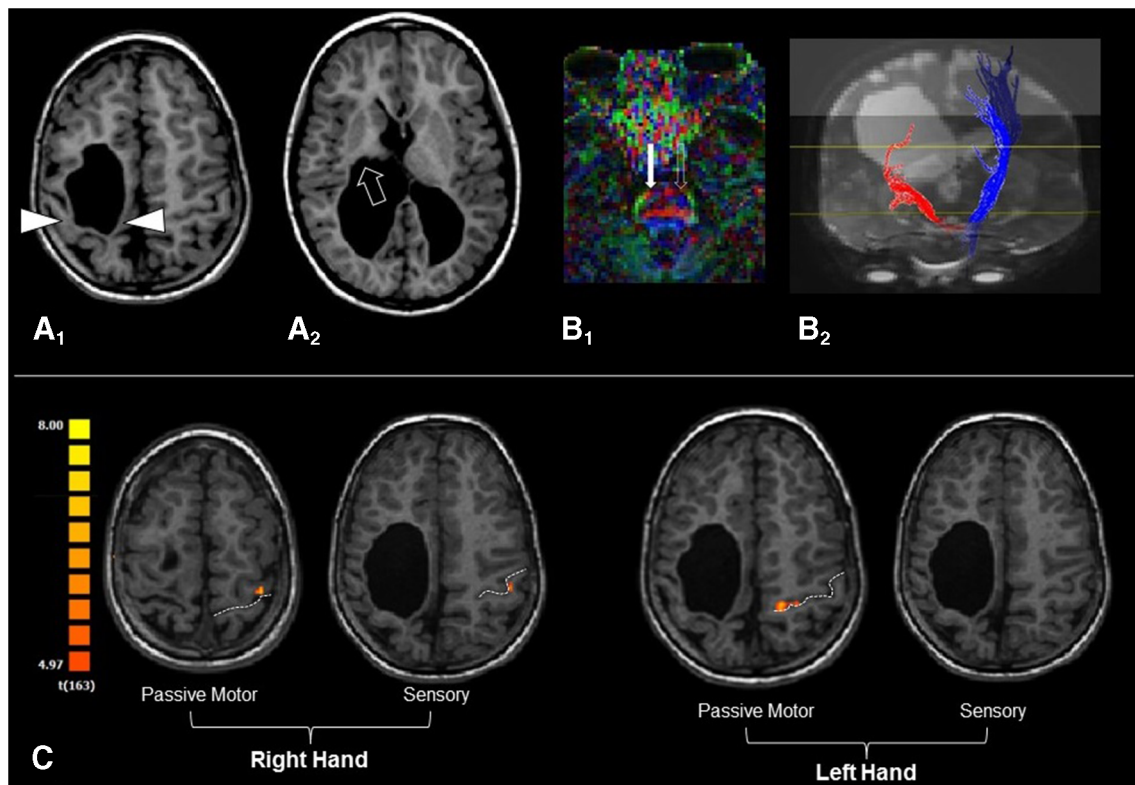 A1
A2
B1
B2
8.00
4.97
t(163)
Passive Motor
Sensory
Passive Motor
Sensory
Right Hand
Left Hand
C